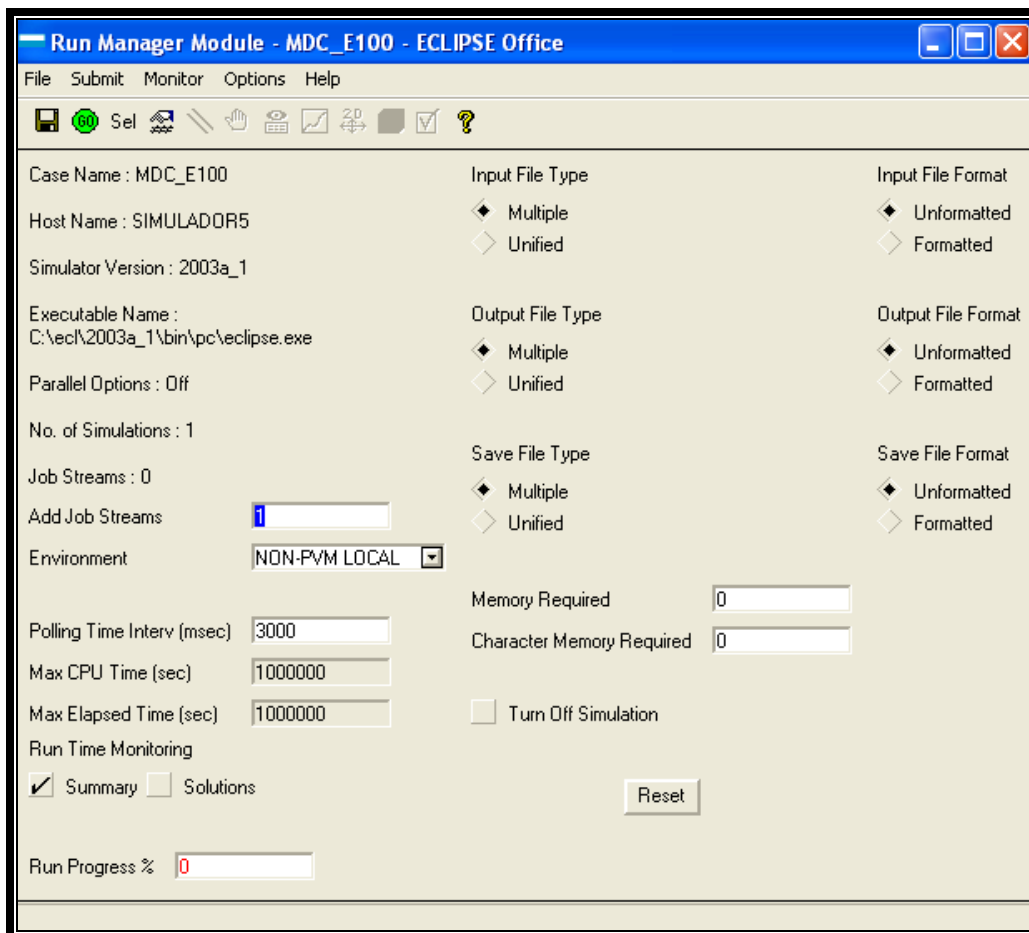 Run Manager Module - MDC_E100 - ECLIPSE Office
File Submit Monitor Options Help
GO Sel 2D ?
Case Name : MDC_E100
Host Name : SIMULADOR5
Simulator Version : 2003a_1
Executable Name :
C:\ecl\2003a_1\bin\pc\eclipse.exe
Parallel Options : Off
No. of Simulations : 1
Job Streams : 0
Add Job Streams 1
Environment NON-PVM LOCAL
Polling Time Interv (msec) 3000
Max CPU Time (sec) 1000000
Max Elapsed Time (sec) 1000000
Run Time Monitoring
Summary Solutions
Run Progress % 0
Input File Type
Multiple
Unified
Output File Type
Multiple
Unified
Save File Type
Multiple
Unified
Memory Required 0
Character Memory Required 0
Turn Off Simulation
Reset
Input File Format
Unformatted
Formatted
Output File Format
Unformatted
Formatted
Save File Format
Unformatted
Formatted